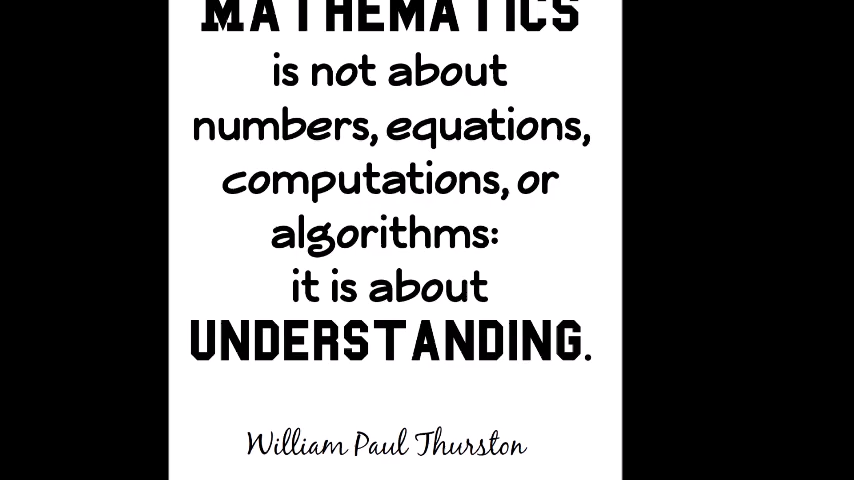 MATHEMATICS
is not about
numbers, equations,
computations, or
algorithms:
it is about
UNDERSTANDING.
William Paul Thurston